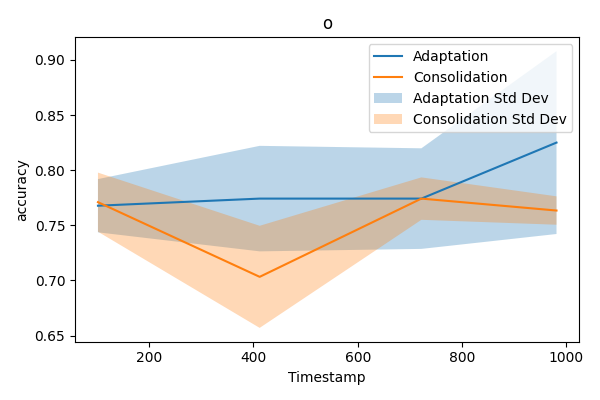 o
Adaptation
Consolidation
Adaptation Std Dev
Consolidation Std Dev
accuracy
0.90
0.85
0.80
0.75
0.70
0.65
200 400 600 800 1000
Timestamp